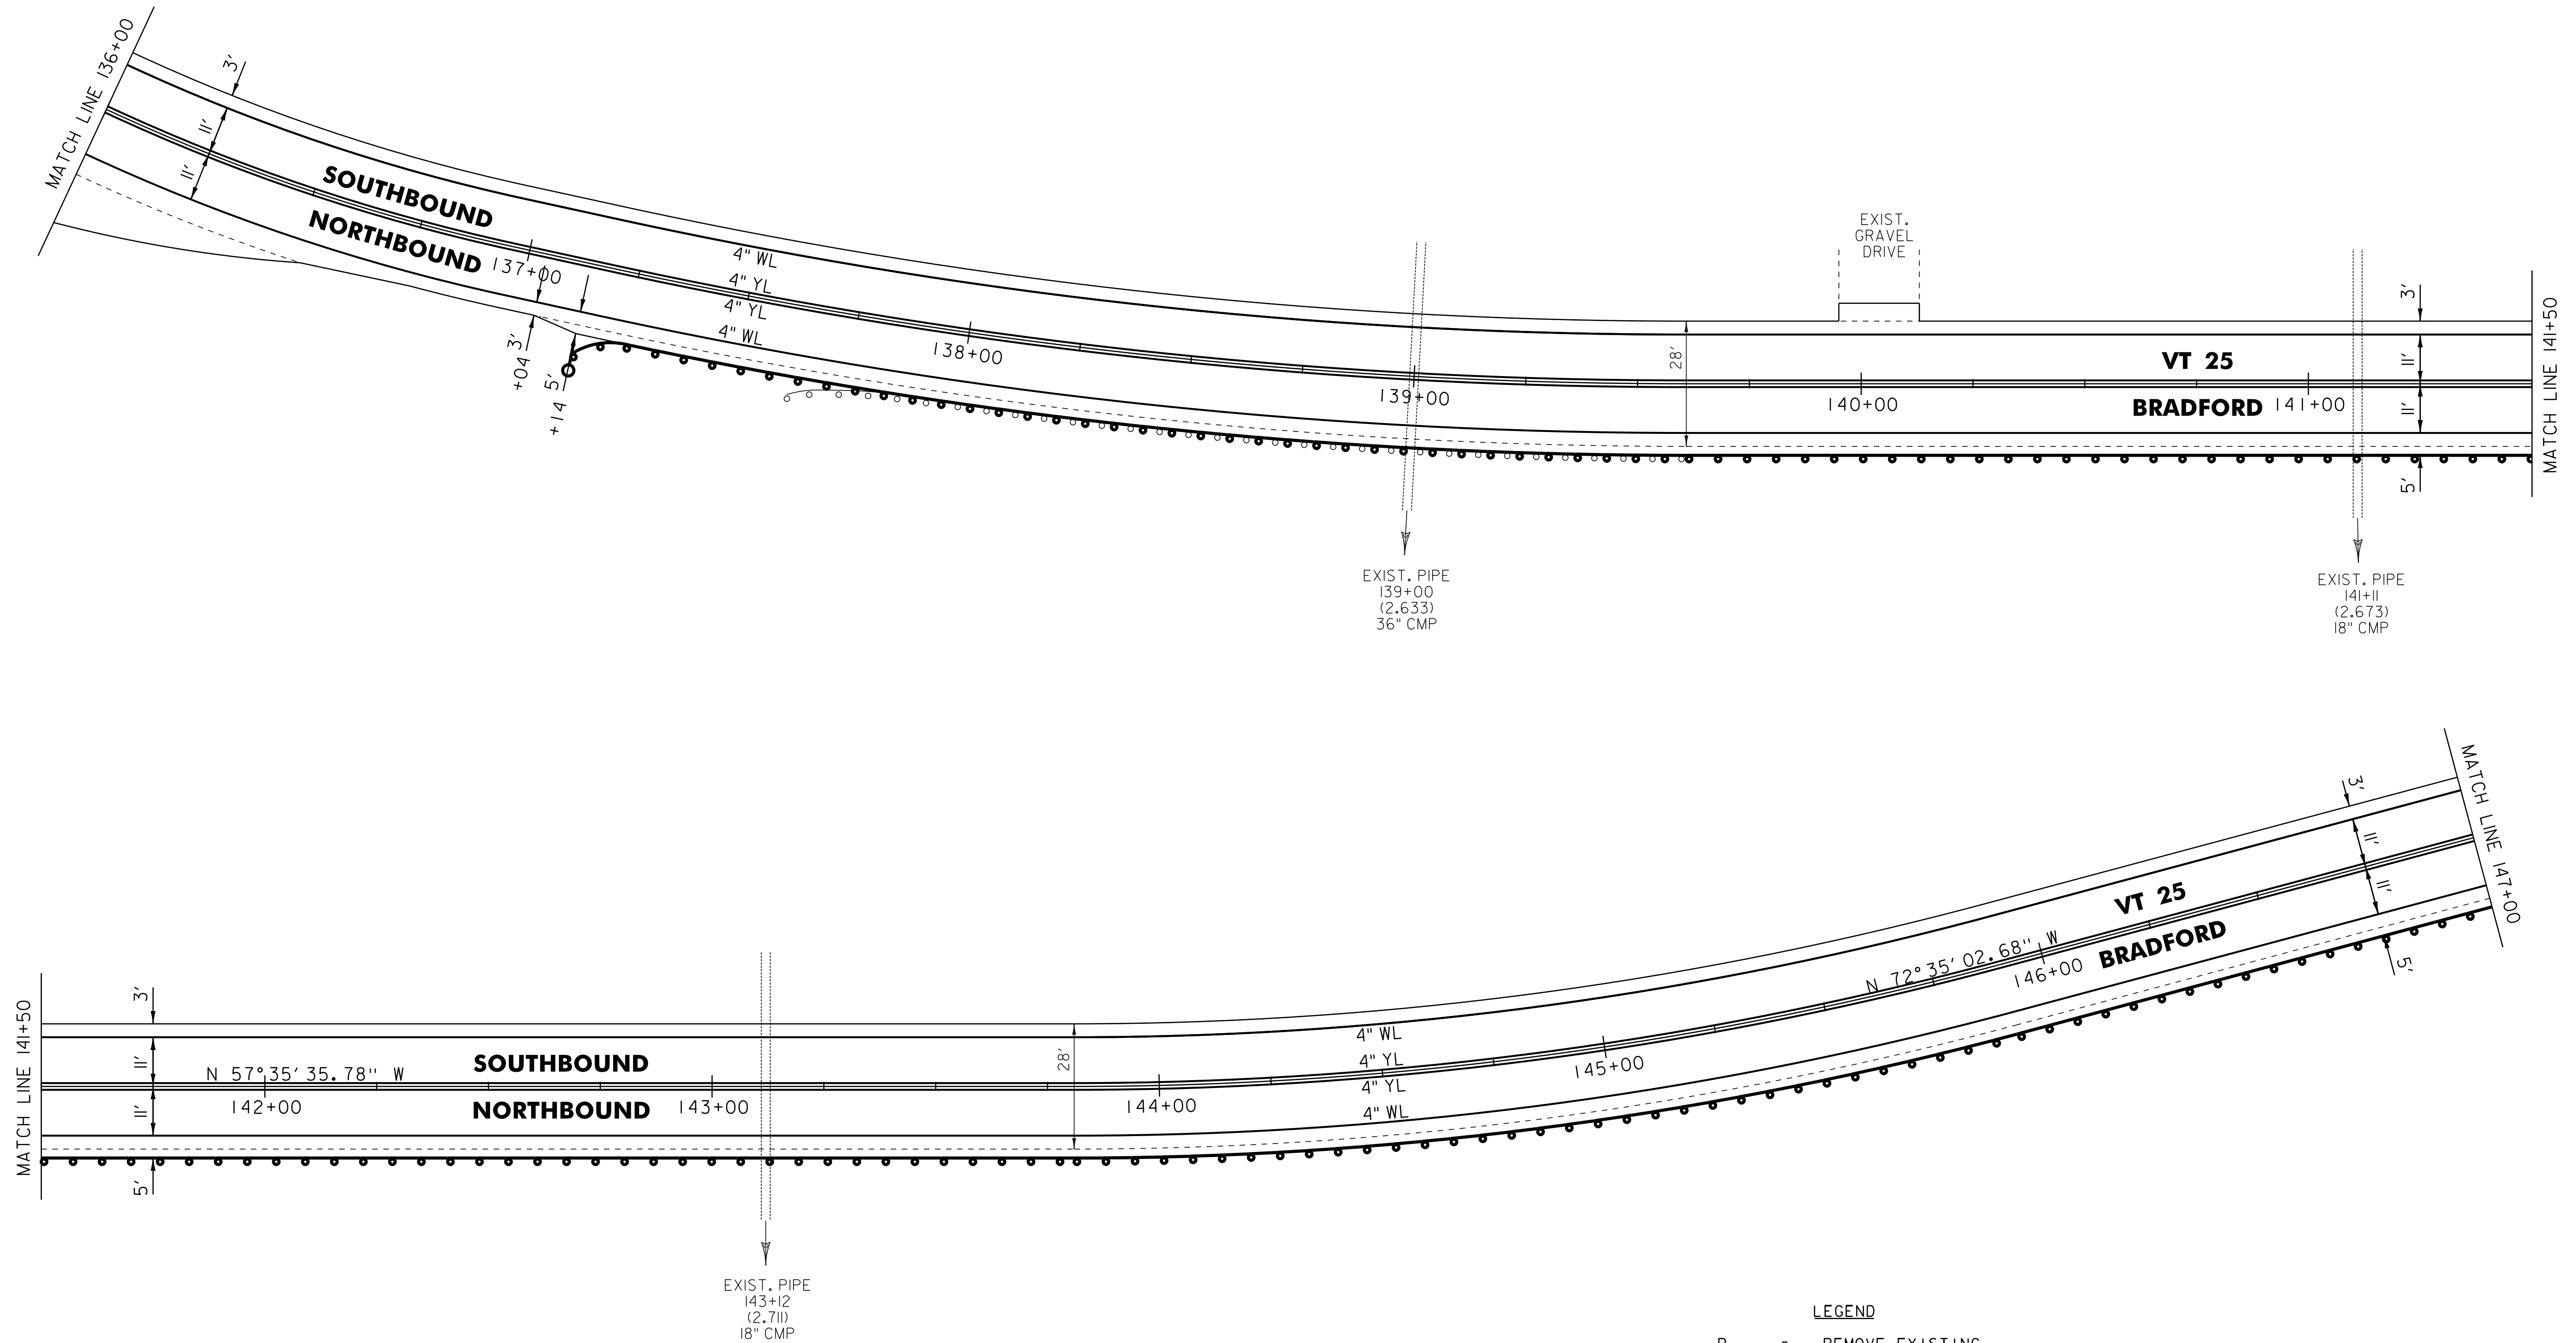 MATCH LINE 136+00
3'
11'
11'
SOUTHBOUND
NORTHBOUND
137+00
4" WL
4" YL
4" YL
4" WL
+04 3'
+14 5'
138+00
139+00
28'
EXIST.
GRAVEL
DRIVE
140+00
VT 25
BRADFORD
141+00
3'
11'
11'
5'
MATCH LINE 141+50
EXIST. PIPE
139+00
(2.633)
36" CMP
EXIST. PIPE
141+11
(2.673)
18" CMP
MATCH LINE 141+50
3'
11'
11'
5'
N 57°35'35.78" W
142+00
SOUTHBOUND
NORTHBOUND
143+00
28'
144+00
4" WL
4" YL
4" YL
4" WL
145+00
N 72°35'02.68" W
146+00
VT 25
BRADFORD
3'
11'
11'
5'
MATCH LINE 147+00
EXIST. PIPE
143+12
(2.711)
18" CMP
LEGEND
R - REMOVE EXISTING